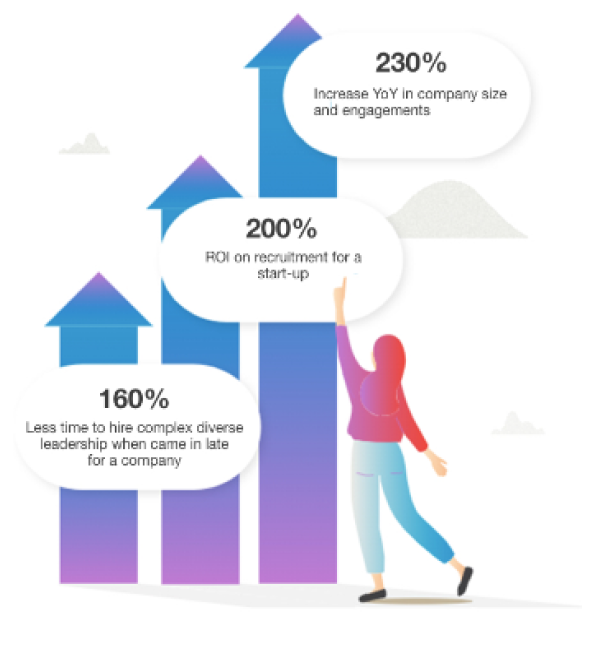 230%
Increase YoY in company size
and engagements
200%
ROI on recruitment for a
start-up
160%
Less time to hire complex diverse
leadership when came in late
for a company